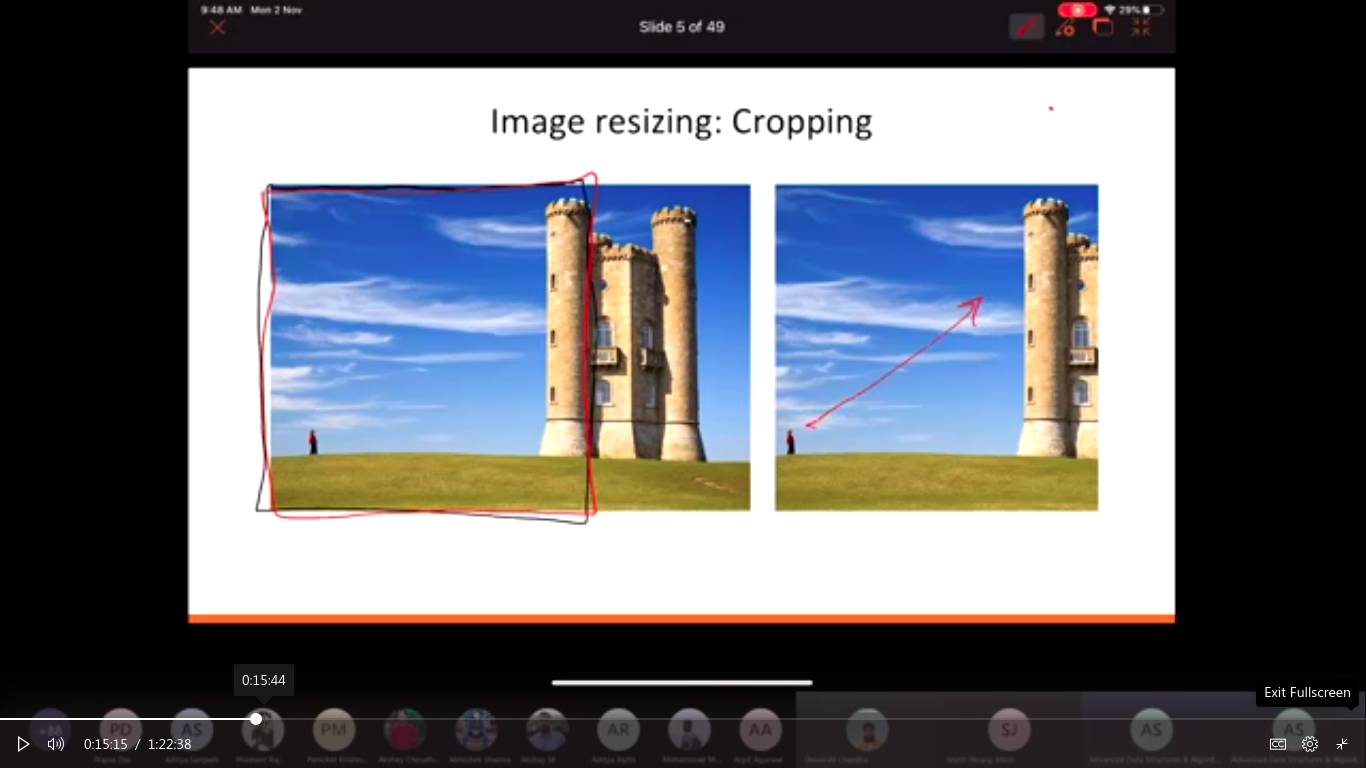 9:48 AM Mon 2 Nov
29%
Slide 5 of 49
Image resizing: Cropping
0:15:44
Exit Fullscreen
PD
AS
PM
AR
AA
SJ
AS
AS
0:15:15 / 1:22:38
CC